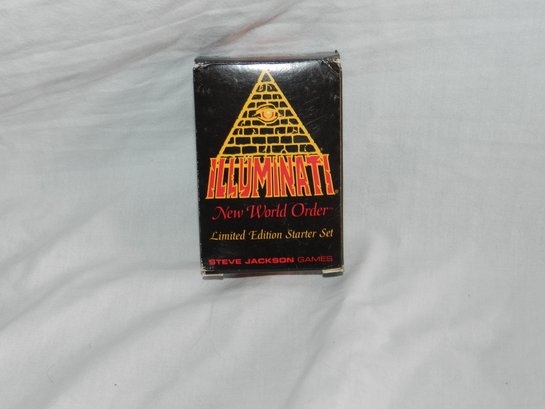 ILLUMINATI
New World Order
Limited Edition Starter Set
STEVE JACKSON GAMES